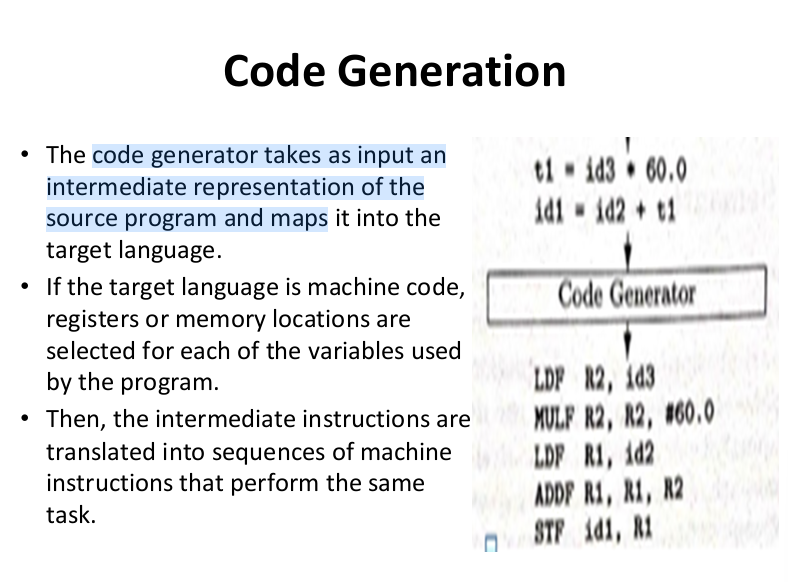 Code Generation
• The code generator takes as input an
intermediate representation of the
source program and maps it into the
target language.
• If the target language is machine code,
registers or memory locations are
selected for each of the variables used
by the program.
• Then, the intermediate instructions are
translated into sequences of machine
instructions that perform the same
task.
t1 = id3 * 60.0
id1 = id2 + t1
Code Generator
LDF R2, id3
MULF R2, R2, #60.0
LDF R1, id2
ADDF R1, R1, R2
STF id1, R1